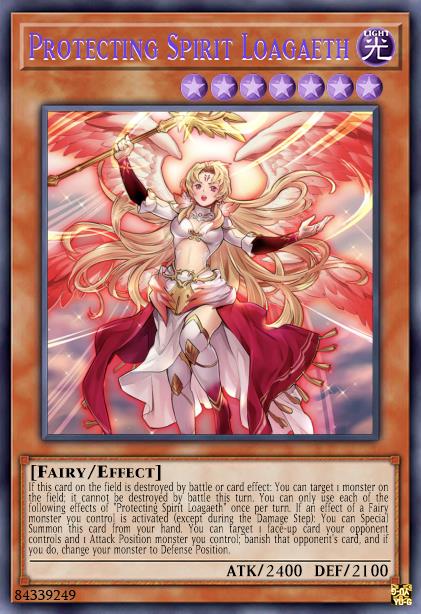 PROTECTING SPIRIT LOAGAETH
LIGHT
光
[FAIRY/EFFECT]
If this card on the field is destroyed by battle or card effect: You can target 1 monster on
the field; it cannot be destroyed by battle this turn. You can only use each of the
following effects of "Protecting Spirit Loagaeth" once per turn. If an effect of a Fairy
monster you control is activated (except during the Damage Step): You can Special
Summon this card from your hand. You can target 1 face-up card your opponent
controls and 1 Attack Position monster you control; banish that opponent's card, and if
you do, change your monster to Defense Position.
ATK/2400 DEF/2100
84339249